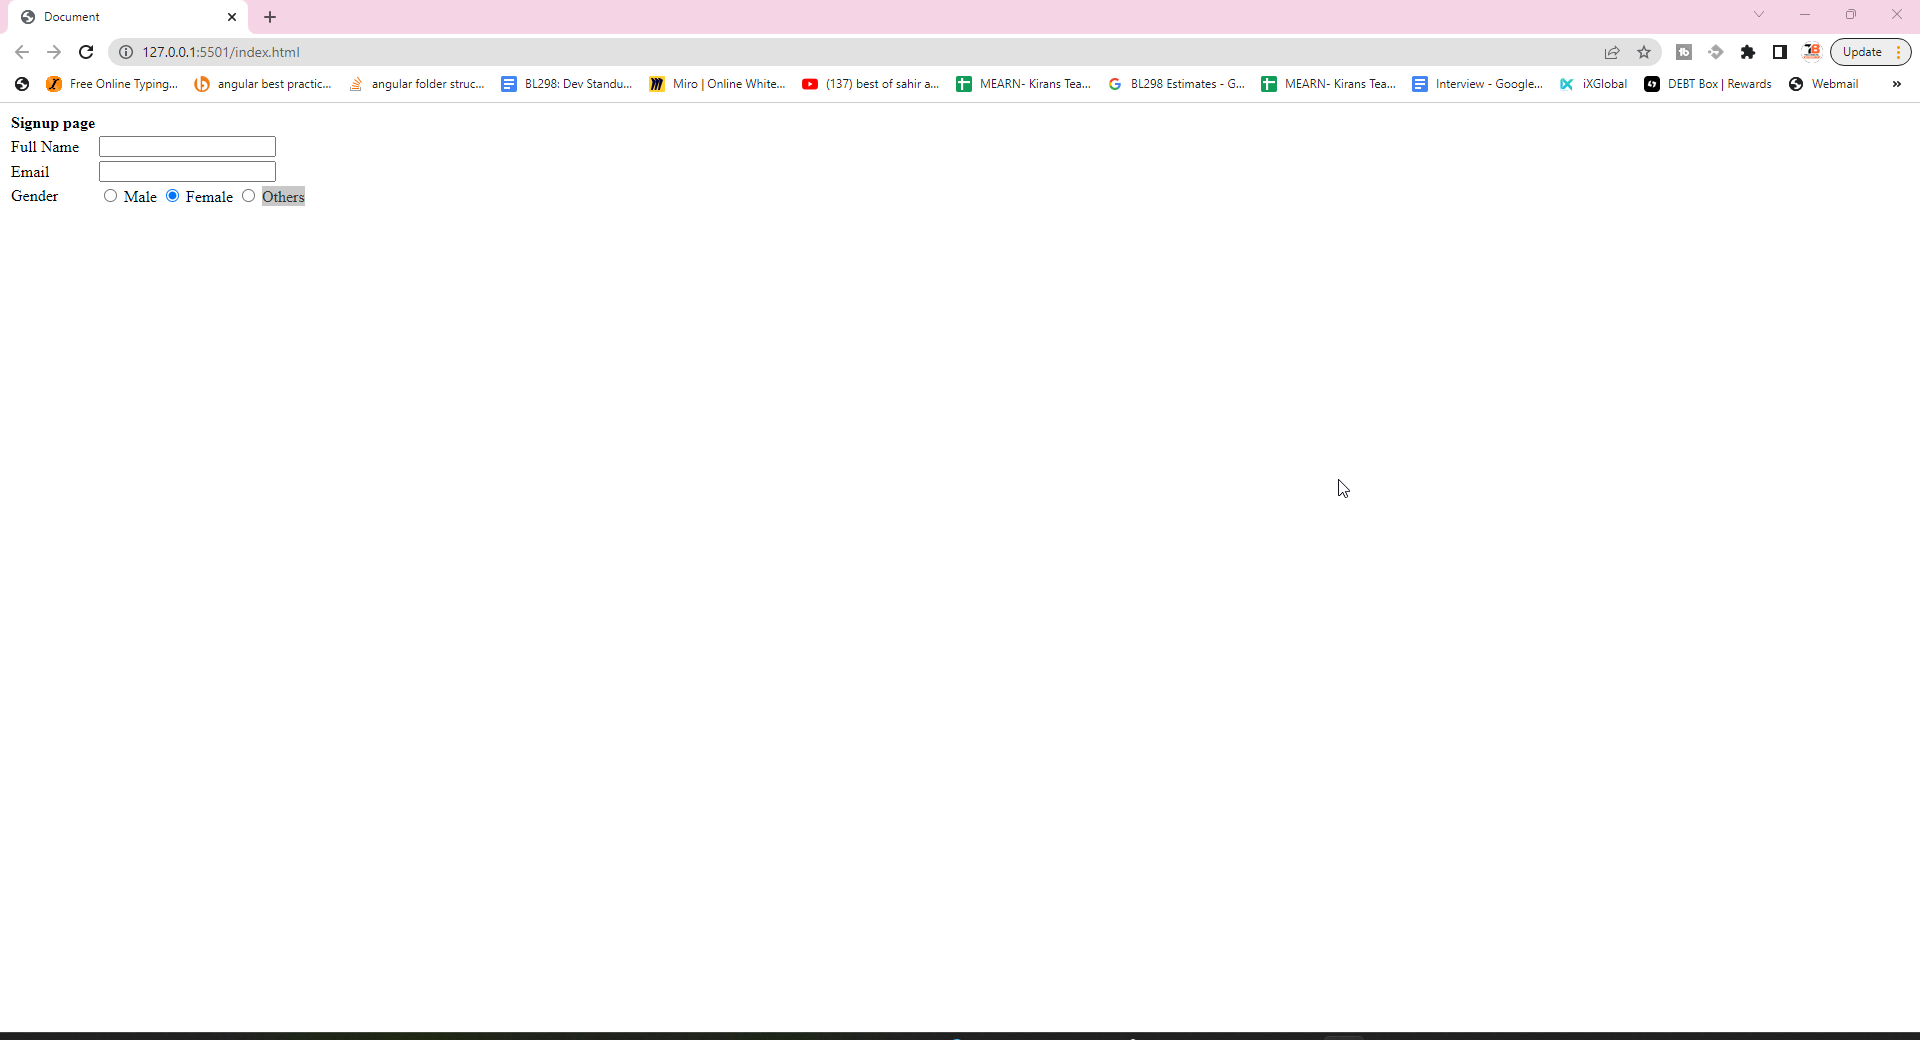 Document
127.0.0.1:5501/index.html
Update
Free Online Typing... angular best practic... angular folder struc... BL298: Dev Standu... Miro | Online White... (137) best of sahir a... MEARN- Kirans Tea... BL298 Estimates - G... MEARN- Kirans Tea... Interview - Google... iXGlobal DEBT Box | Rewards Webmail »
Signup page
Full Name
Email
Gender Male Female Others